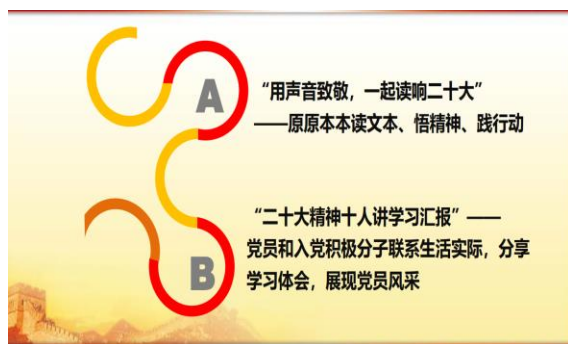 A
“用声音致敬，一起读响二十大”
——原原本本读文本、悟精神、践行动
B
“二十大精神十人讲学习汇报”——
党员和入党积极分子联系生活实际，分享
学习体会，展现党员风采